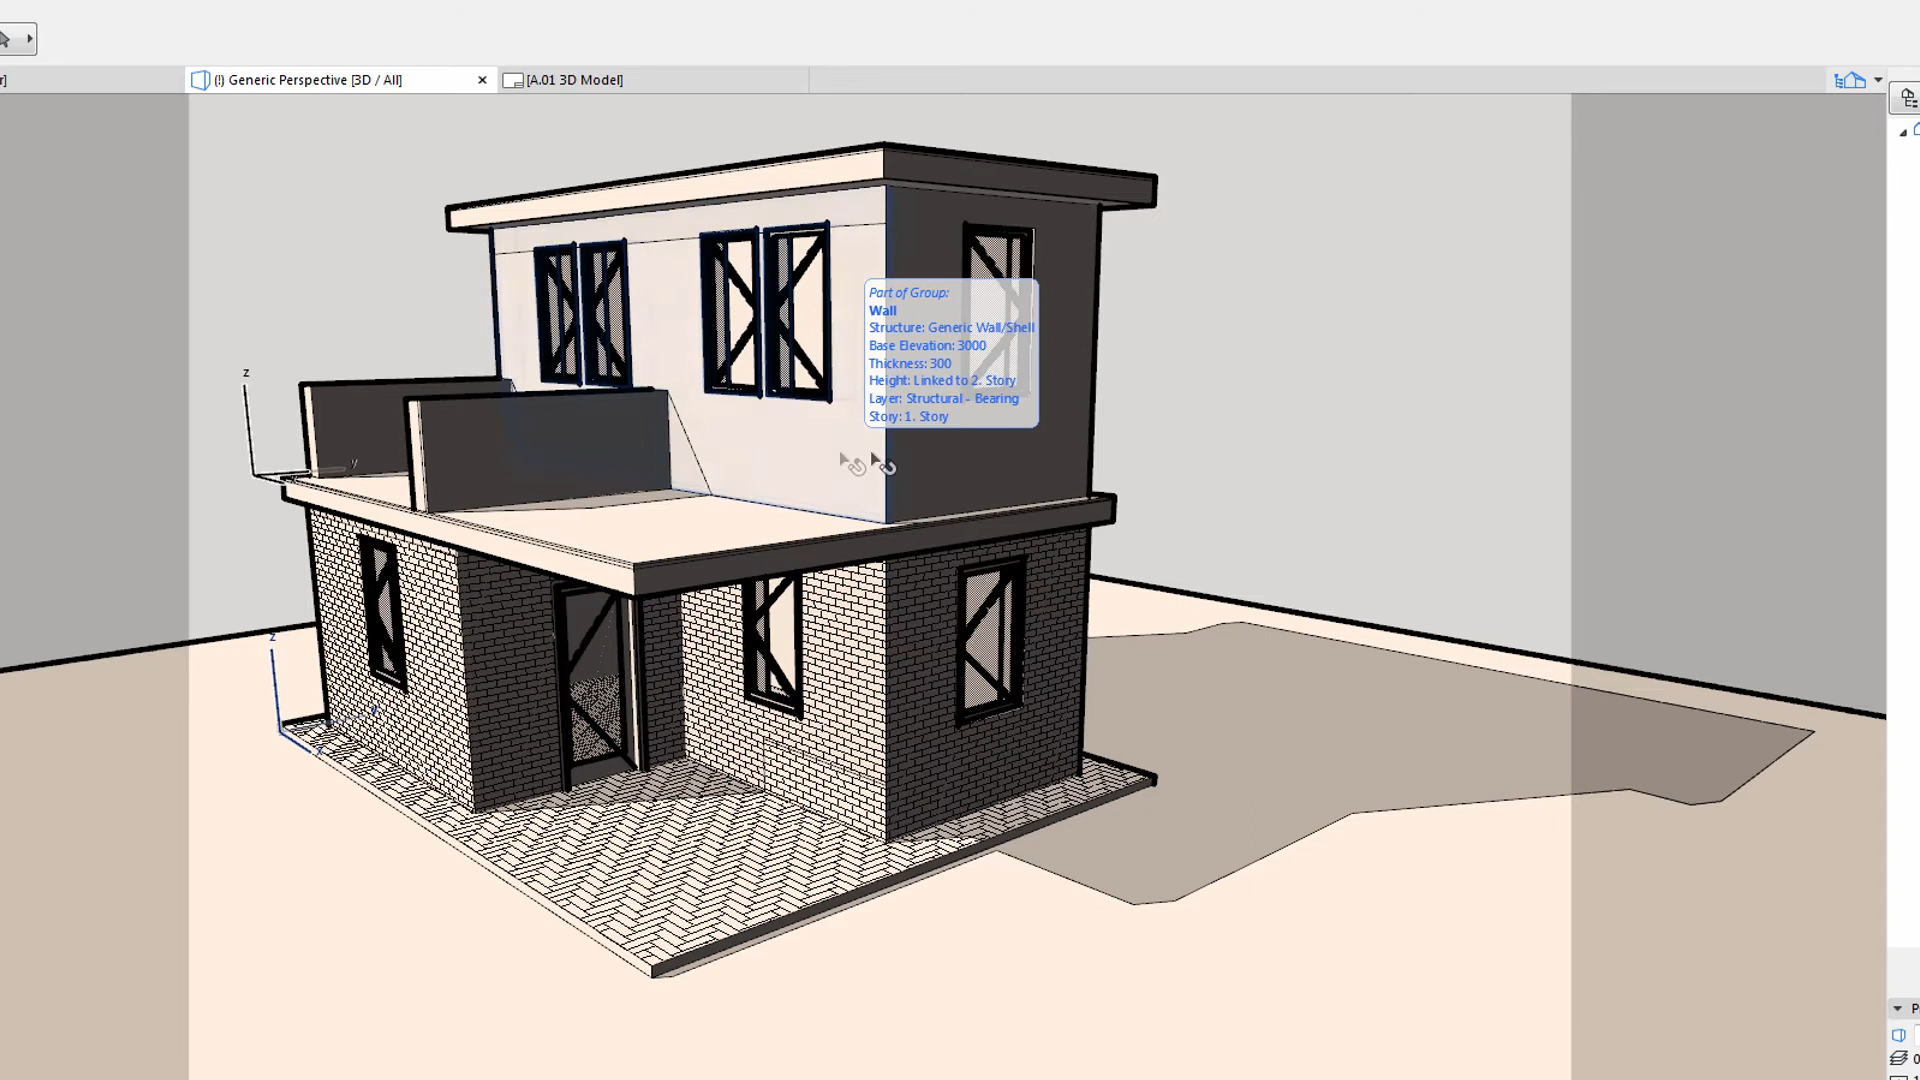 r]
(!) Generic Perspective [3D / All]
[A.01 3D Model]
Part of Group:
Wall
Structure: Generic Wall/Shell
Base Elevation: 3000
Thickness: 300
Height: Linked to 2. Story
Layer: Structural - Bearing
Story: 1. Story
z
y
z
x
P
0